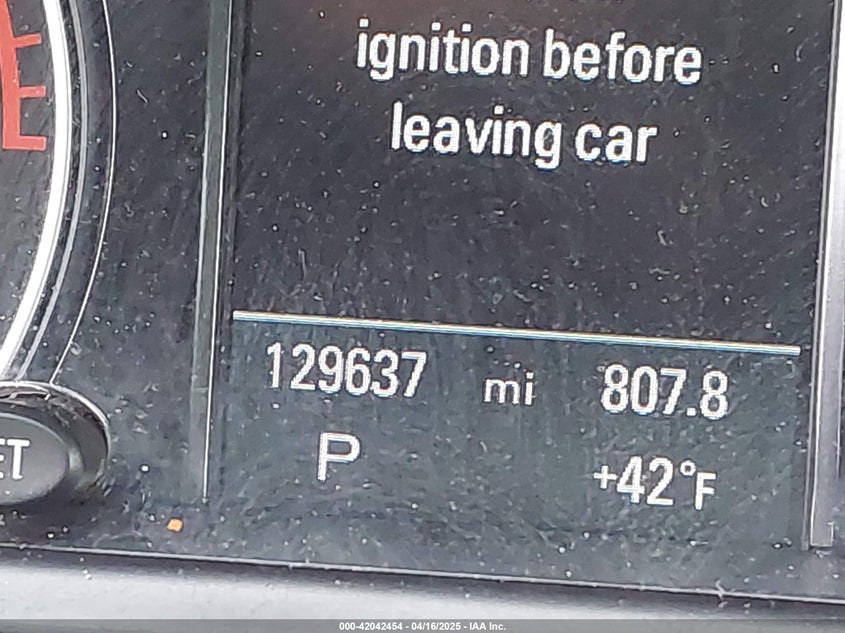 ignition before
leaving car
129637 mi 807.8
P +42°F
ET
000-42042454 - 04/16/2025 - IAA Inc.